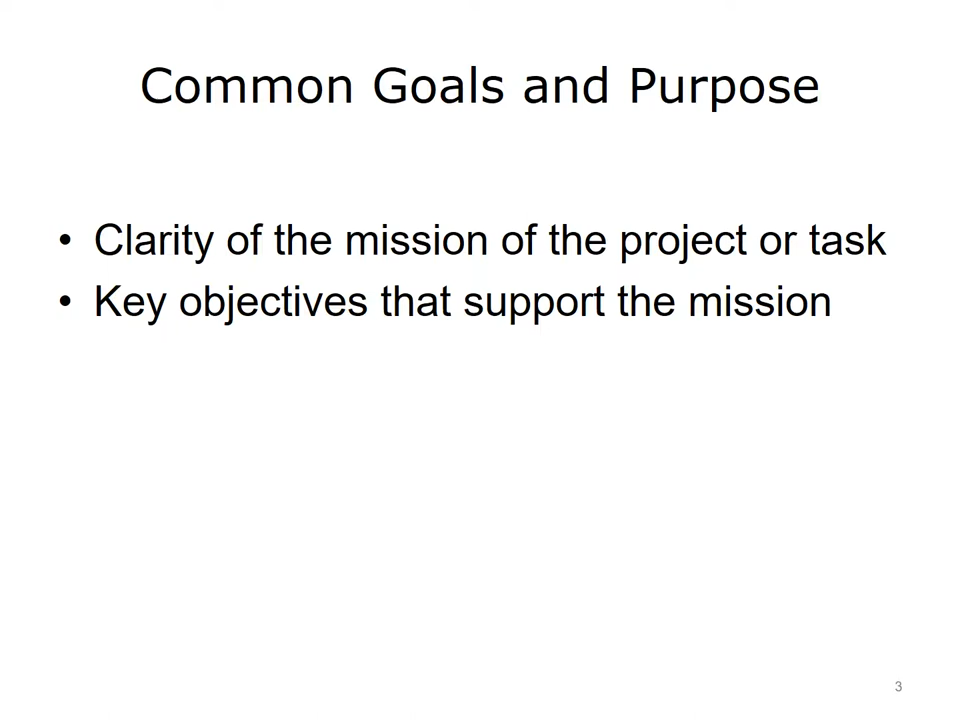 Common Goals and Purpose
• Clarity of the mission of the project or task
• Key objectives that support the mission
3